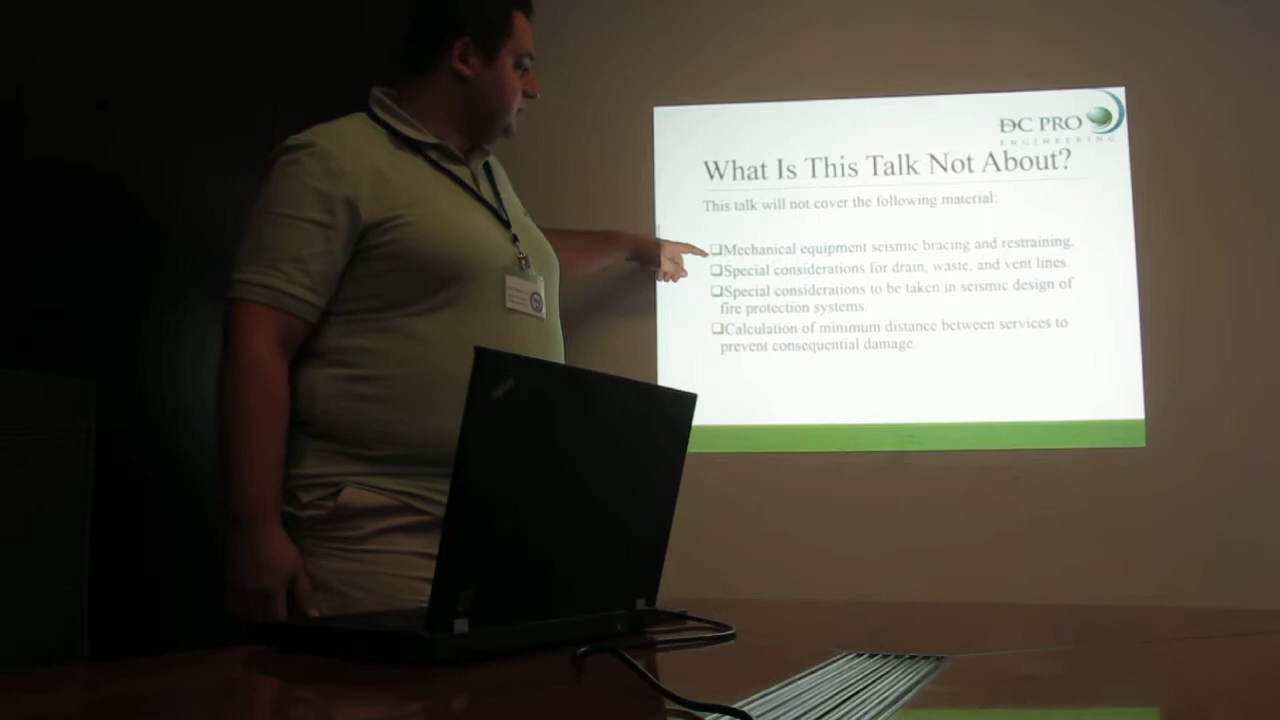 DC PRO
ENGINEERING
What Is This Talk Not About?
This talk will not cover the following material:
❑Mechanical equipment seismic bracing and restraining.
❑Special considerations for drain, waste, and vent lines.
❑Special considerations to be taken in seismic design of
fire protection systems.
❑Calculation of minimum distance between services to
prevent consequential damage.